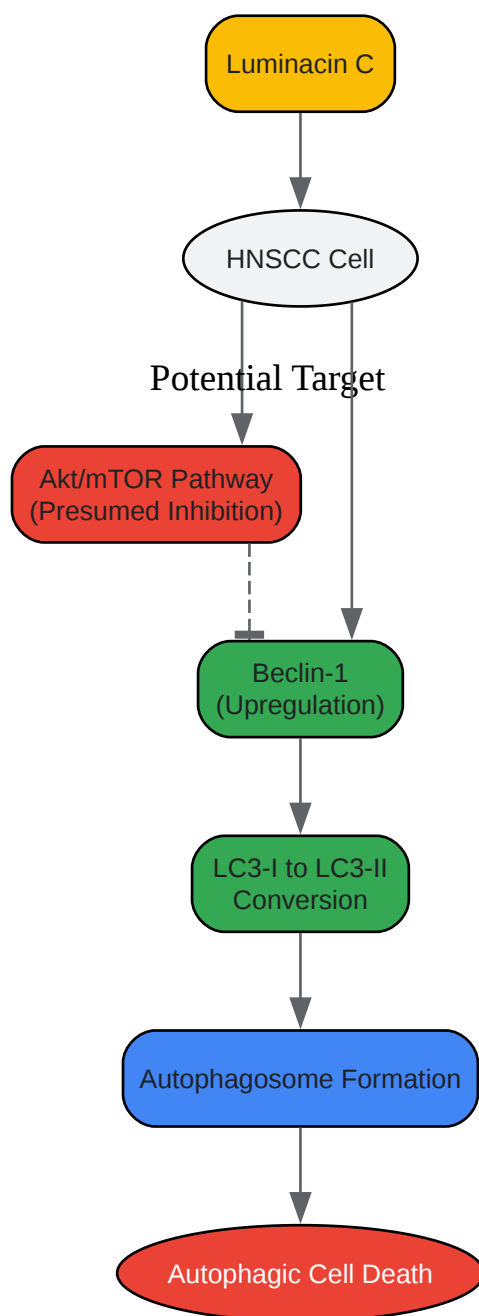 Luminacin C
HNSCC Cell
Potential Target
Akt/mTOR Pathway
(Presumed Inhibition)
Beclin-1
(Upregulation)
LC3-I to LC3-II
Conversion
Autophagosome Formation
Autophagic Cell Death